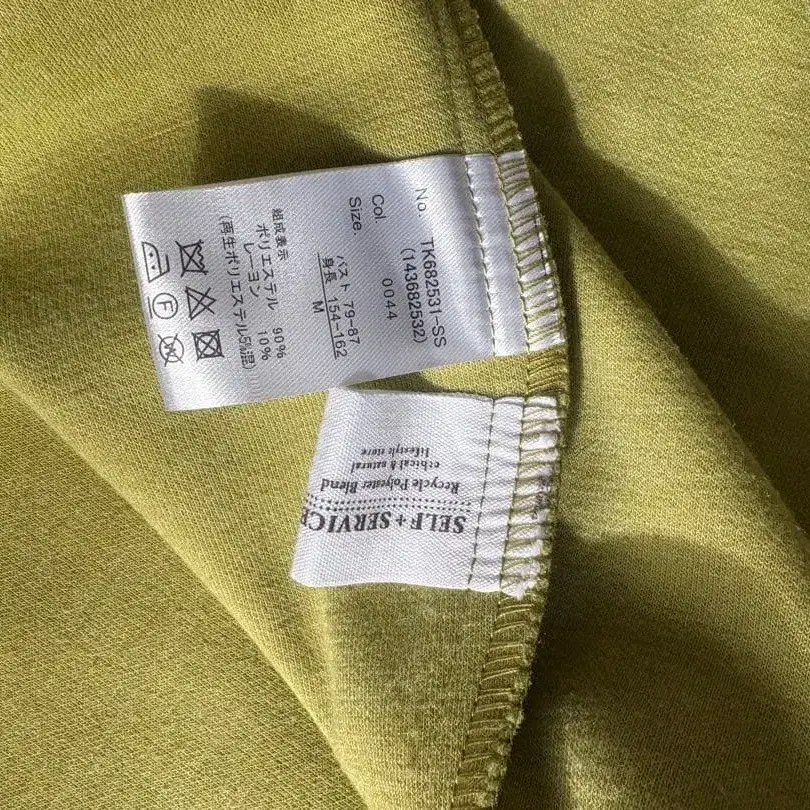 No. TK682531-SS
(143682532)
Col. 0044
Size. M
バスト 79-87
身長 154-162
組成表示
ポリエステル 90%
レーヨン 10%
(再生ポリエステル5%混)
F
W
SELF+SERVICE
Recycle Polyester Blend
ethical & natural
lifestyle store